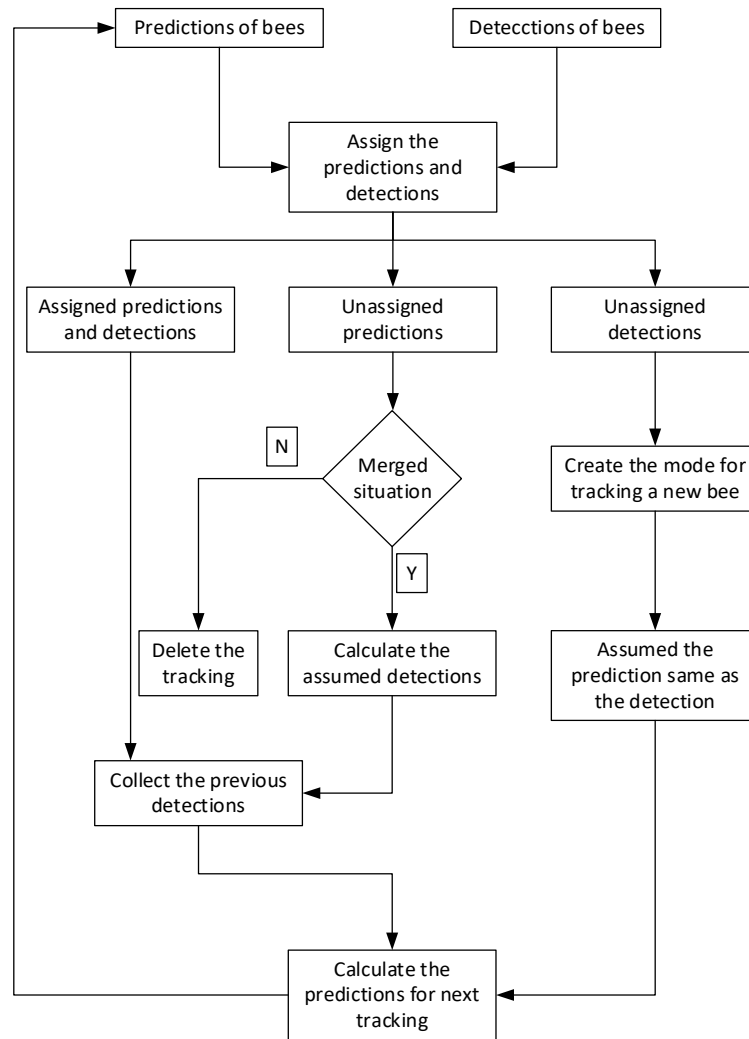 Predictions of bees
Detecctions of bees
Assign the
predictions and
detections
Assigned predictions
and detections
Unassigned
predictions
Unassigned
detections
N
Merged
situation
Create the mode for
tracking a new bee
Y
Delete the
tracking
Calculate the
assumed detections
Assumed the
prediction same as
the detection
Collect the previous
detections
Calculate the
predictions for next
tracking